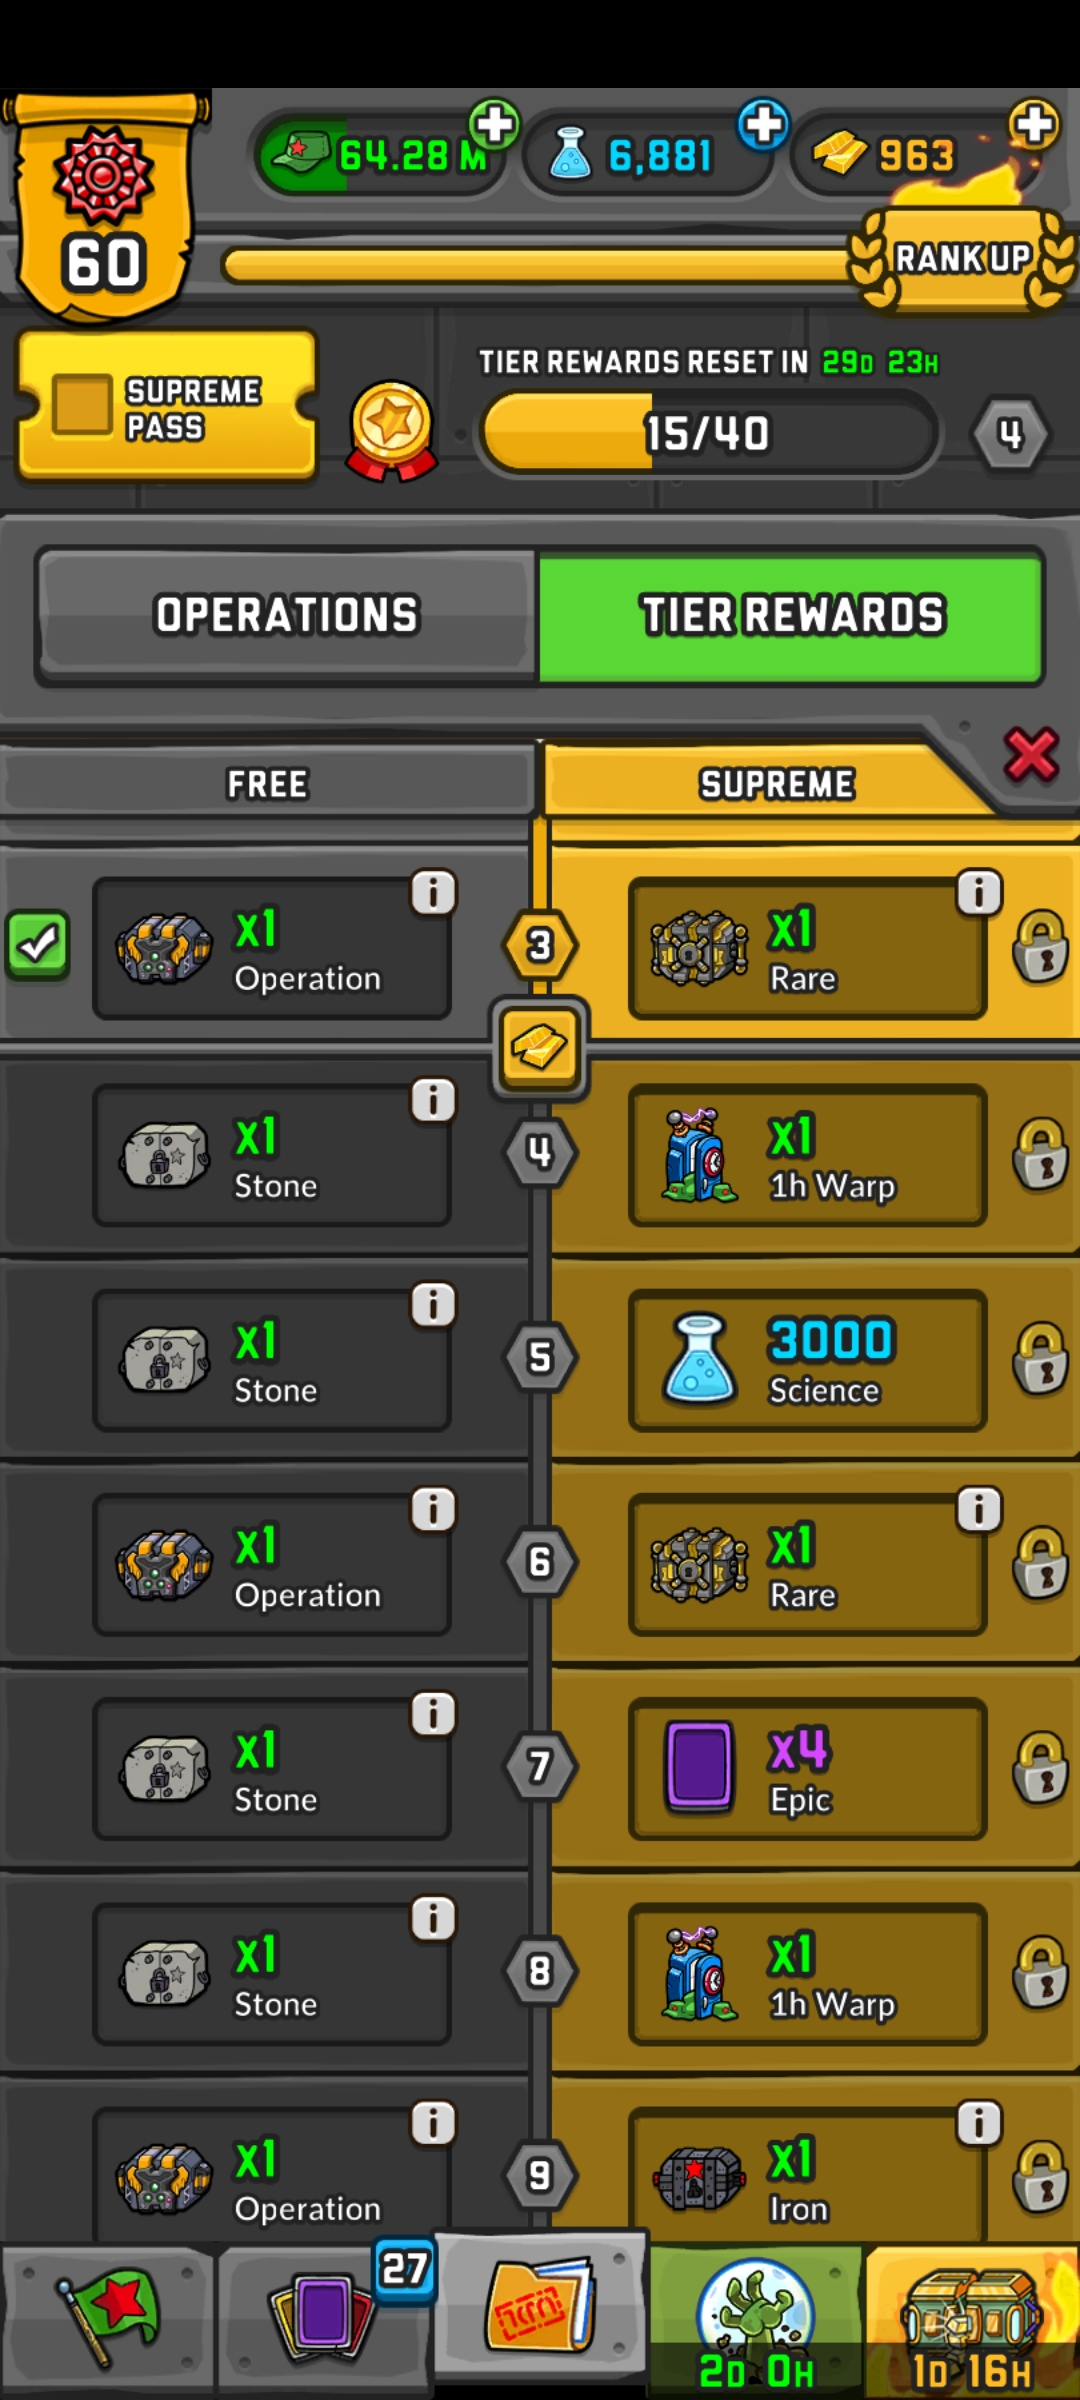 64.28 M
6,881
963
60
RANK UP
SUPREME
PASS
TIER REWARDS RESET IN 29D 23H
15/40
4
OPERATIONS
TIER REWARDS
FREE
SUPREME
x1
Operation
3
x1
Rare
x1
Stone
4
x1
1h Warp
x1
Stone
5
3000
Science
x1
Operation
6
x1
Rare
x1
Stone
7
x4
Epic
x1
Stone
8
x1
1h Warp
x1
Operation
9
x1
Iron
27
2D 0H
1D 16H